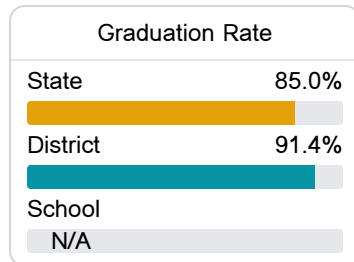 Graduation Rate
State 85.0%
District 91.4%
School
N/A